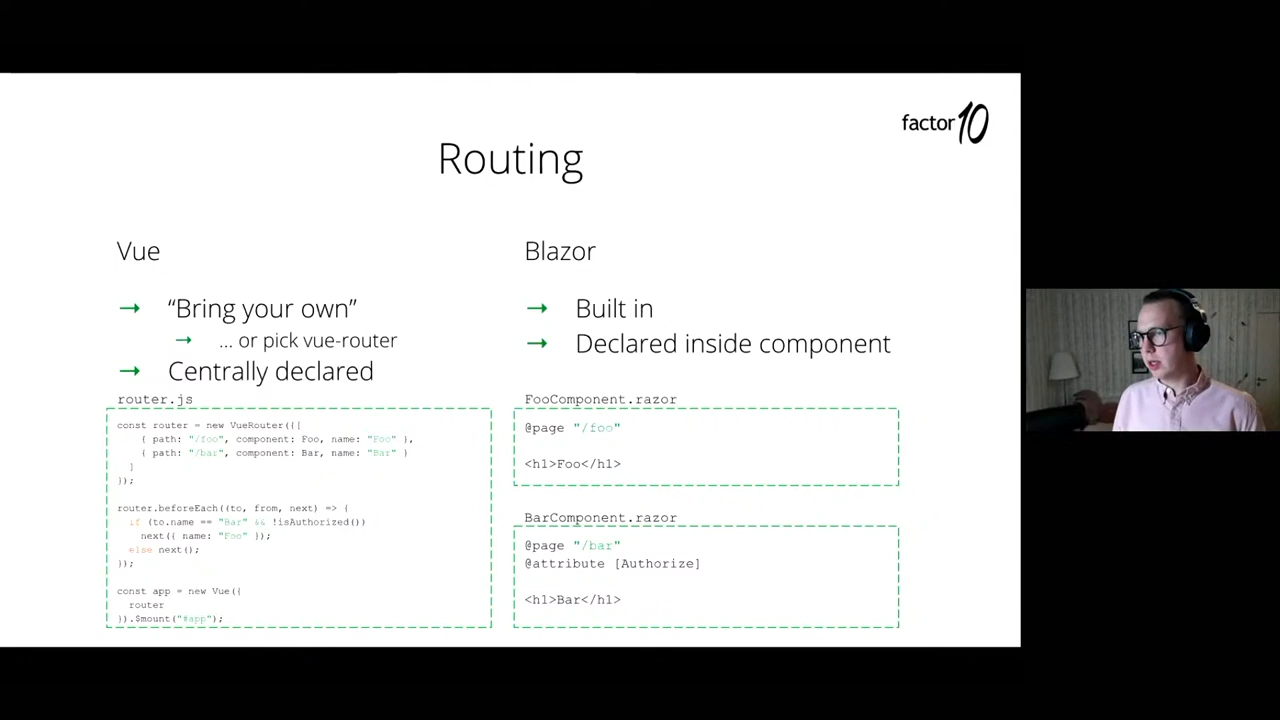 factor10
Routing
Vue
→ “Bring your own”
→ ... or pick vue-router
→ Centrally declared
router.js
const router = new VueRouter({[
{ path: "/foo", component: Foo, name: "Foo" },
{ path: "/bar", component: Bar, name: "Bar" }
]
});
router.beforeEach((to, from, next) => {
if (to.name == "Bar" && !isAuthorized())
next({ name: "Foo" });
else next();
});
const app = new Vue({
router
}).$mount("#app");
Blazor
→ Built in
→ Declared inside component
FooComponent.razor
@page "/foo"
<h1>Foo</h1>
BarComponent.razor
@page "/bar"
@attribute [Authorize]
<h1>Bar</h1>